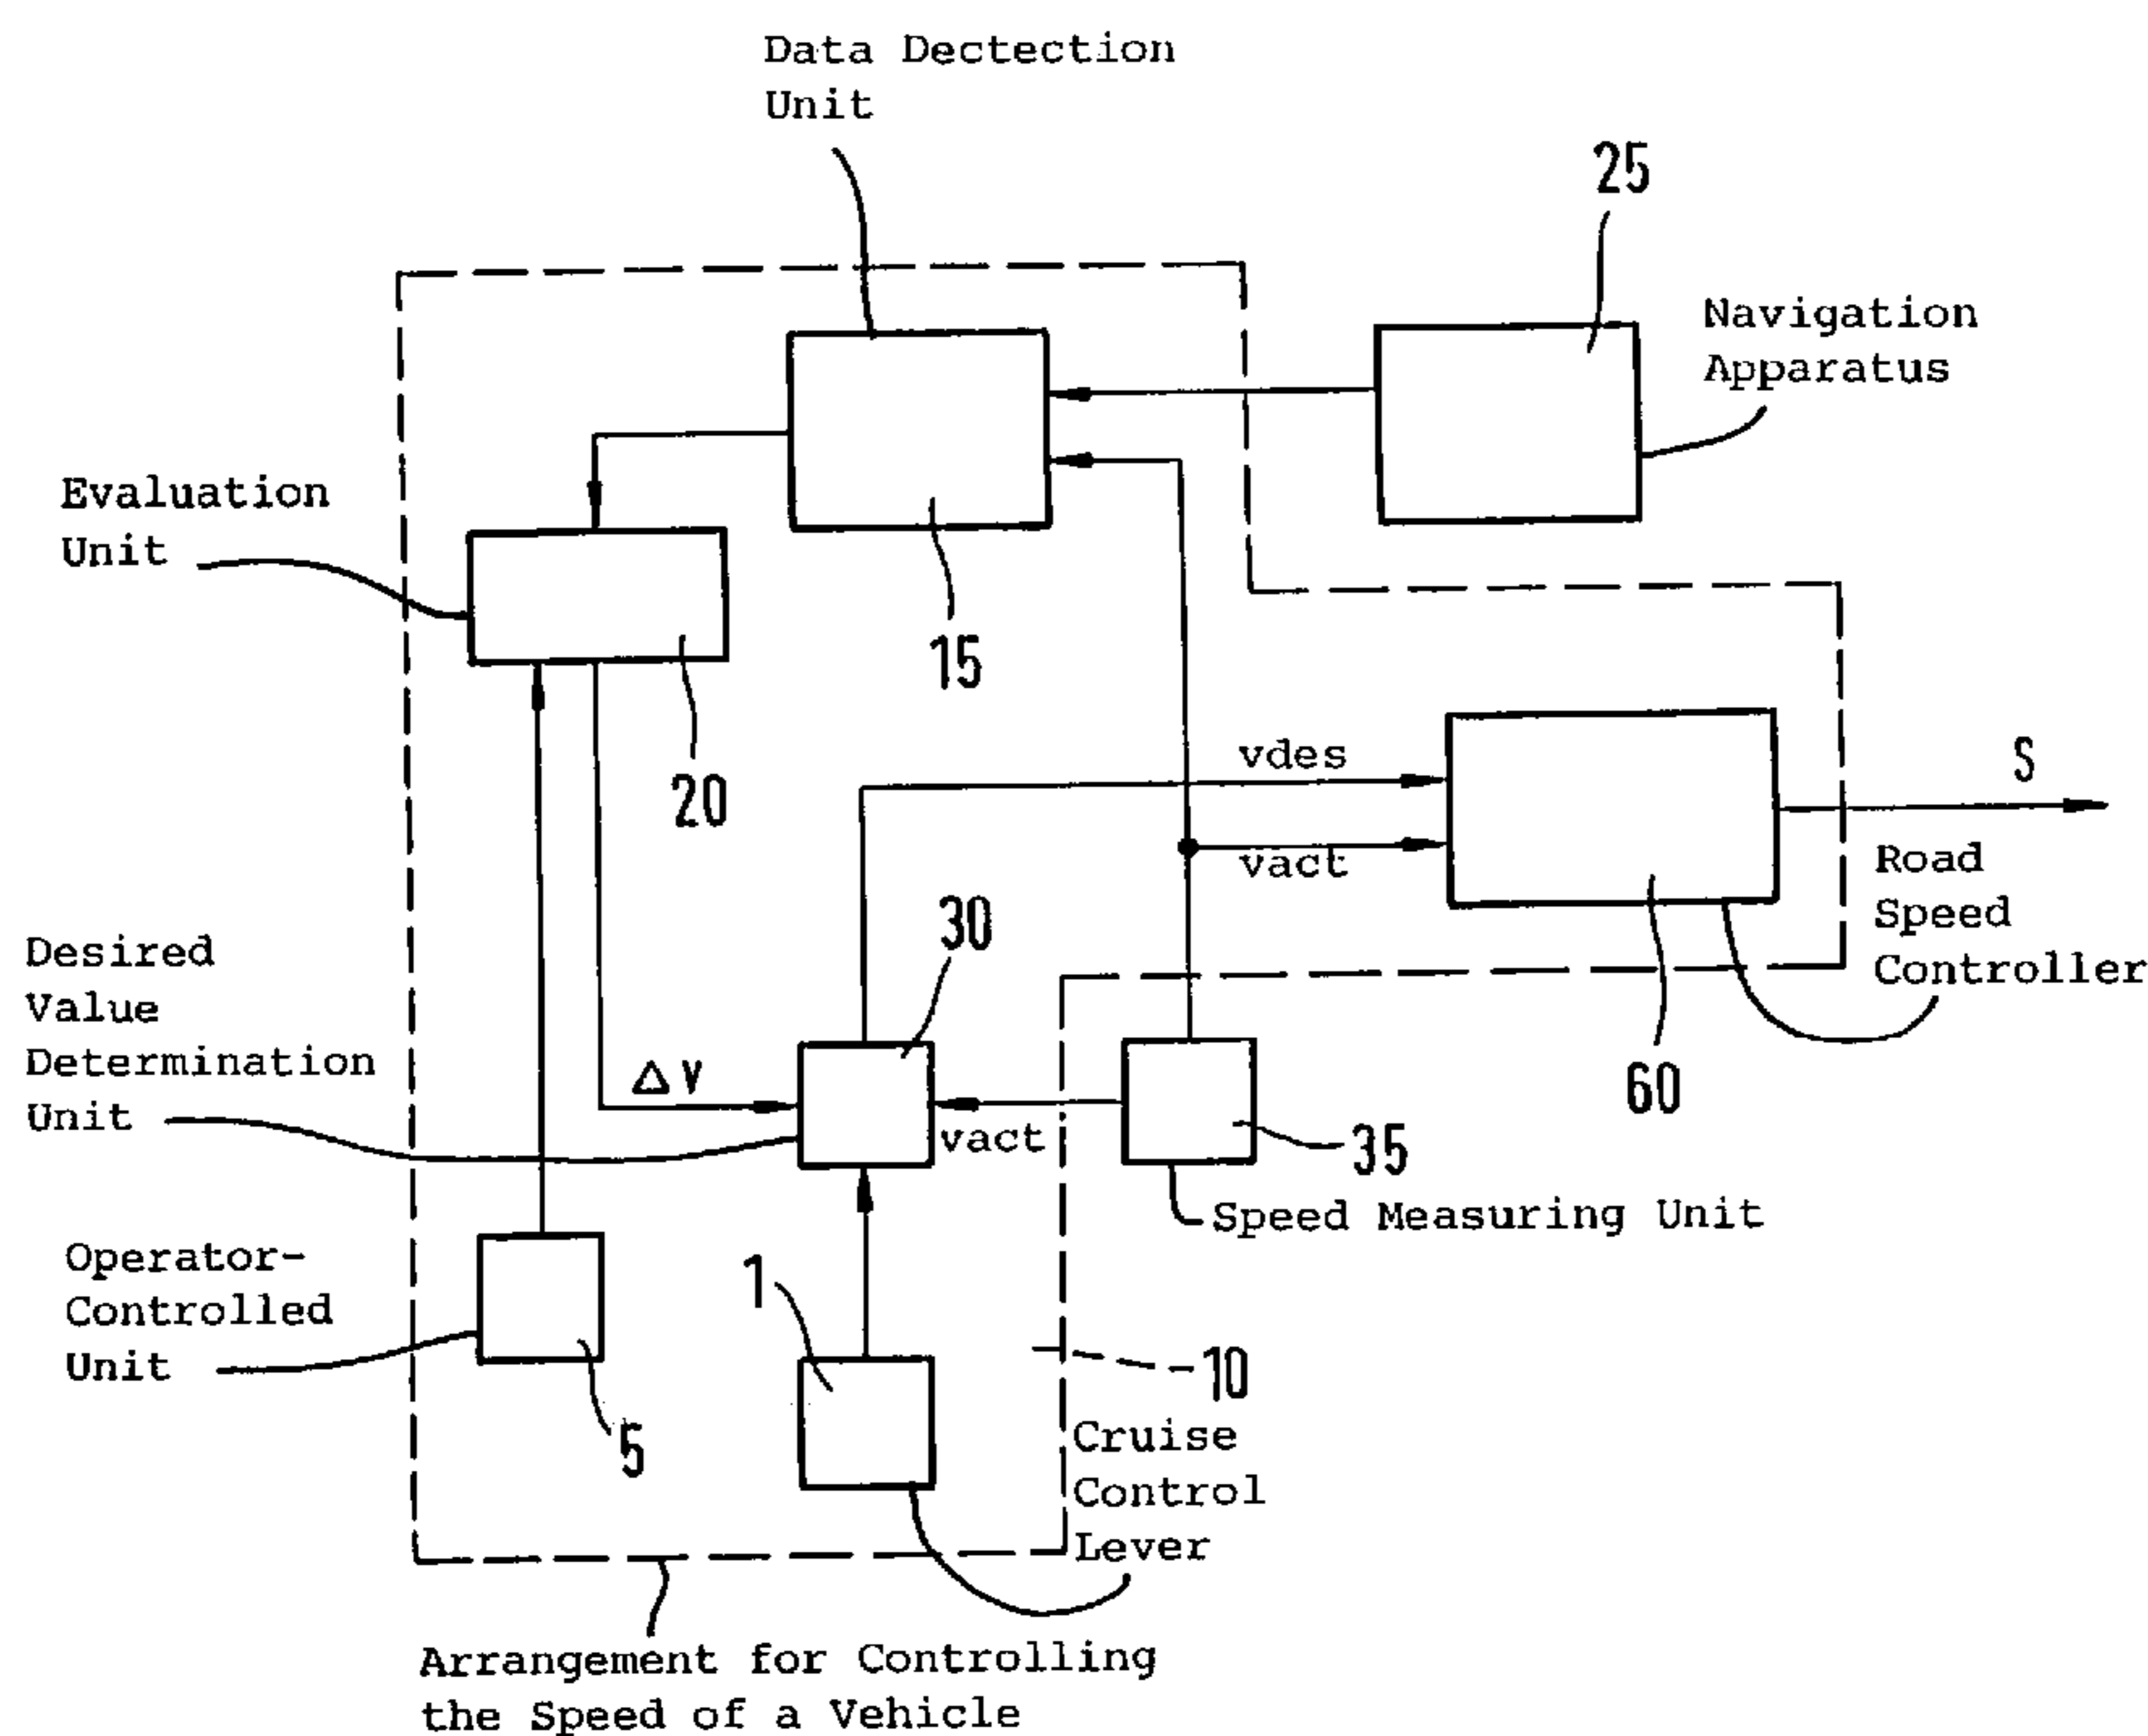 Data Dectection
Unit
25
Navigation
Apparatus
Evaluation
Unit
15
20
vdes
S
vact
Road
Speed
Controller
30
Desired
Value
Determination
Unit
Δ V
vact
60
35
Speed Measuring Unit
Operator-
Controlled
Unit
1
10
5
Cruise
Control
Lever
Arrangement for Controlling
the Speed of a Vehicle